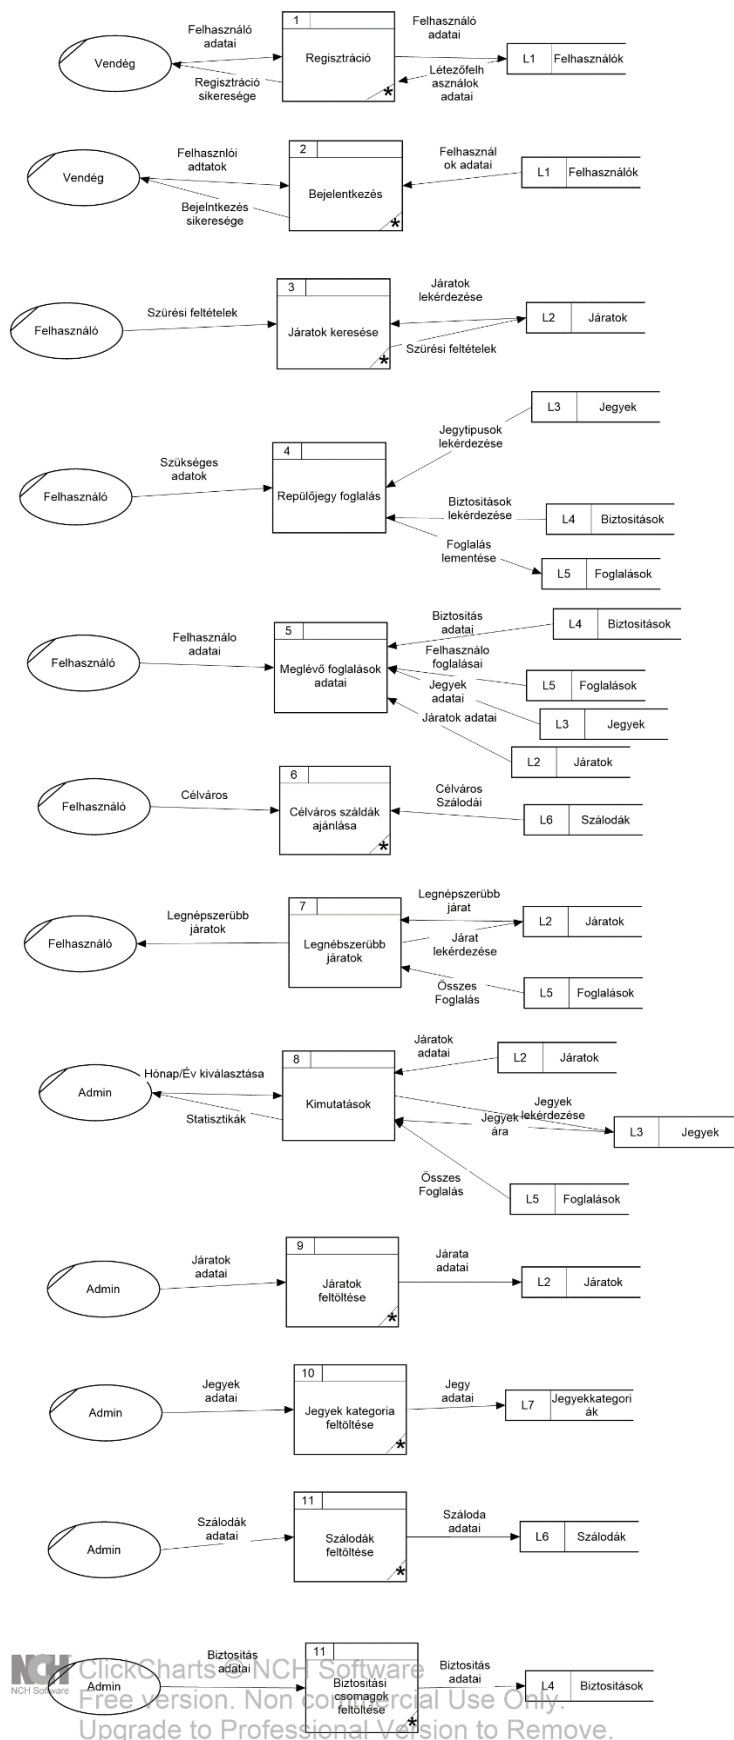 1
Felhasználó
adatai
Felhasználó
adatai
Vendég
Regisztráció
L1
Felhasználók
Regisztráció
sikeresége
Létezőfelh
asználok
adatai
*
2
Felhasznlói
adtatok
Felhasznál
ok adatai
Vendég
Bejelentkezés
L1
Felhasználók
Bejelntkezés
sikeresége
*
3
Járatok
lekérdezése
Szürési feltételek
Felhasználó
Járatok keresése
L2
Járatok
Szürési feltételek
*
L3
Jegyek
Jegytipusok
lekérdezése
4
Szükséges
adatok
Felhasználó
Repülőjegy foglalás
Biztositások
lekérdezése
L4
Biztositások
Foglalás
lementése
L5
Foglalások
5
Felhasználo
adatai
Biztositás
adatai
L4
Biztositások
Felhasználó
Meglévő foglalások
adatai
Felhasználo
foglalásai
L5
Foglalások
Jegyek
adatai
L3
Jegyek
Járatok adatai
L2
Járatok
6
Célváros
Célváros
Szálodái
Felhasználó
Célváros száldák
ajánlása
L6
Szálodák
*
7
Legnépszerübb
járatok
Legnépszerübb
járat
L2
Járatok
Felhasználó
Legnébszerübb
járatok
Járat
lekérdezése
Összes
Foglalás
L5
Foglalások
8
Járatok
adatai
L2
Járatok
Hónap/Év kiválasztása
Admin
Kimutatások
Statisztikák
Jegyek
lekérdezése
Jegyek
ára
L3
Jegyek
Összes
Foglalás
L5
Foglalások
9
Járatok
adatai
Járata
adatai
Admin
Járatok
feltöltése
L2
Járatok
*
10
Jegyek
adatai
Jegy
adatai
Admin
Jegyek kategoria
feltöltése
L7
Jegyekkategori
ák
*
11
Szálodák
adatai
Száloda
adatai
Admin
Szálodák
feltöltése
L6
Szálodák
*
11
Biztositás
adatai
Biztositás
adatai
Admin
Biztositási
csomagok
feltöltése
L4
Biztositások
*
NCH
NCH Software
ClickCharts © NCH Software
Free version. Non commercial Use Only.
Upgrade to Professional Version to Remove.